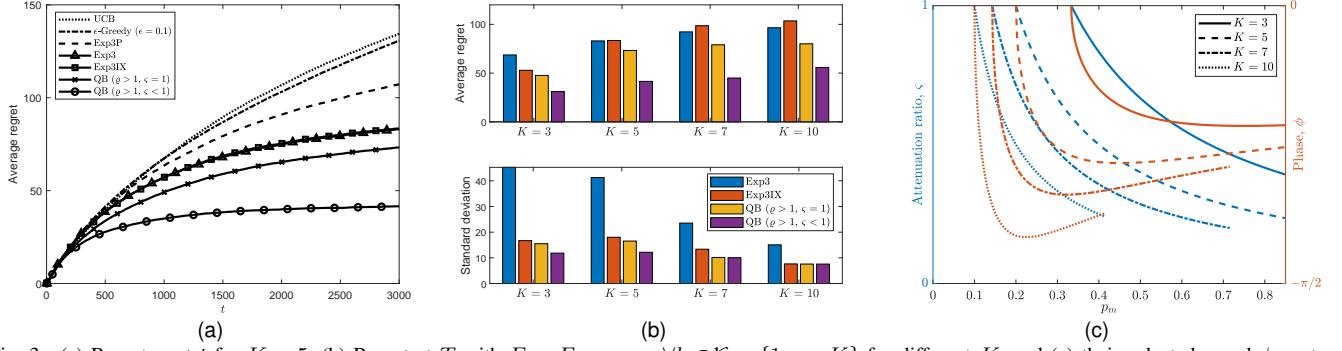 150
100
50
0
Average regret
0 500 1000 1500 2000 2500 3000
t
UCB
ϵ-Greedy (ϵ = 0.1)
Exp3P
Exp3
Exp3IX
QB (ϱ > 1, ς = 1)
QB (ϱ > 1, ς < 1)
(a)
100
50
0
Average regret
K = 3 K = 5 K = 7 K = 10
40
30
20
10
0
Standard deviation
K = 3 K = 5 K = 7 K = 10
Exp3
Exp3IX
QB (ϱ > 1, ς = 1)
QB (ϱ > 1, ς < 1)
(b)
1
Attenuation ratio, ς
1
0 0.1 0.2 0.3 0.4 0.5 0.6 0.7 0.8
p_m
0
Phase, ϕ
−π/2
K = 3
K = 5
K = 7
K = 10
(c)